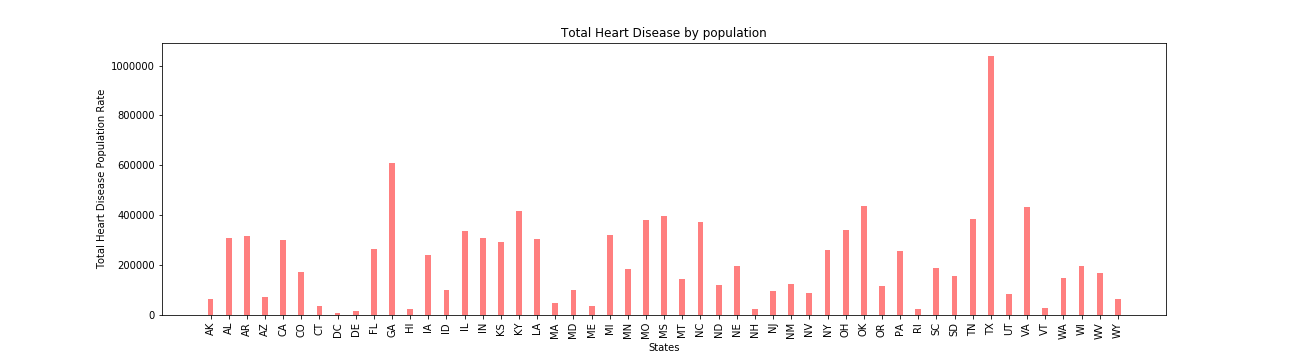 Total Heart Disease by population
Total Heart Disease Population Rate
1000000
800000
600000
400000
200000
0
AK AL AR AZ CA CO CT DC DE FL GA HI IA ID IL IN KS KY LA MA MD ME MI MN MO MS MT NC ND NE NH NJ NM NV NY OH OK OR PA RI SC SD TN TX UT VA VT WA WI WV WY
States